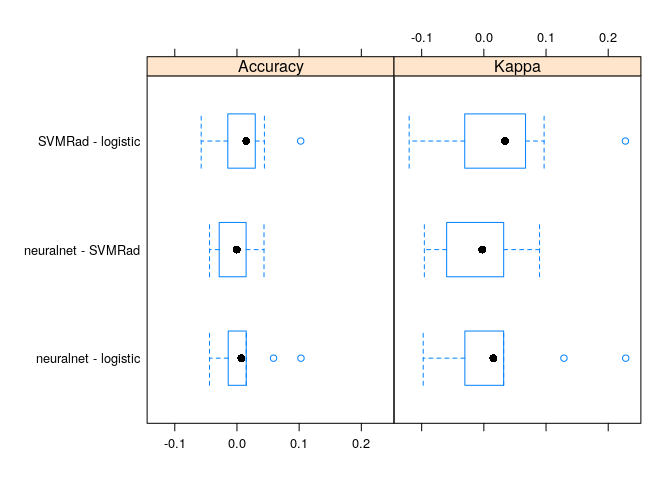 -0.1 0.0 0.1 0.2
Accuracy Kappa
SVMRad - logistic
neuralnet - SVMRad
neuralnet - logistic
-0.1 0.0 0.1 0.2